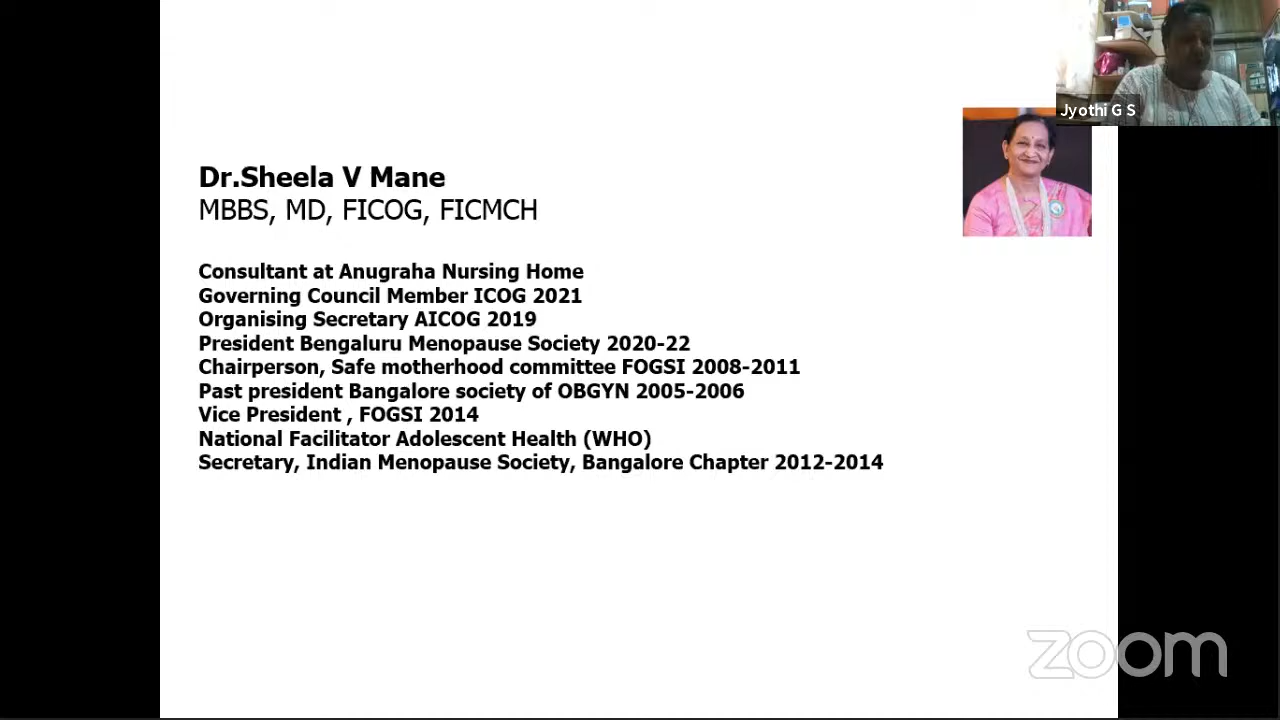 Jyothi G S
Dr.Sheela V Mane
MBBS, MD, FICOG, FICMCH
Consultant at Anugraha Nursing Home
Governing Council Member ICOG 2021
Organising Secretary AICOG 2019
President Bengaluru Menopause Society 2020-22
Chairperson, Safe motherhood committee FOGSI 2008-2011
Past president Bangalore society of OBGYN 2005-2006
Vice President , FOGSI 2014
National Facilitator Adolescent Health (WHO)
Secretary, Indian Menopause Society, Bangalore Chapter 2012-2014
zoom